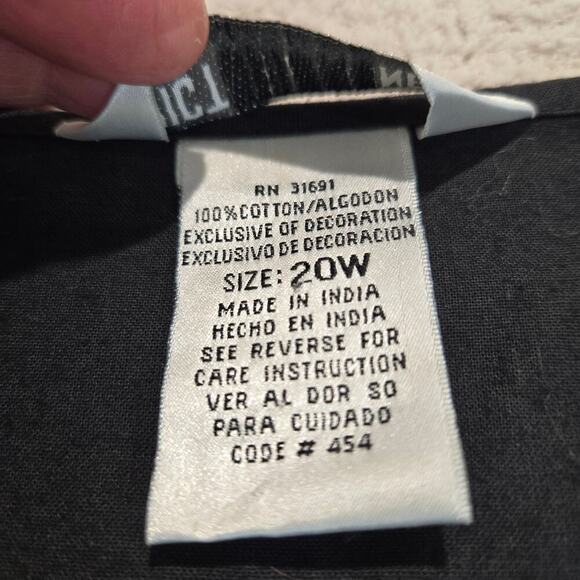 RN 31691
100%COTTON/ALGODON
EXCLUSIVE OF DECORATION
EXCLUSIVO DE DECORACION
SIZE: 20W
MADE IN INDIA
HECHO EN INDIA
SEE REVERSE FOR
CARE INSTRUCTION
VER AL DOR SO
PARA CUIDADO
CODE # 454